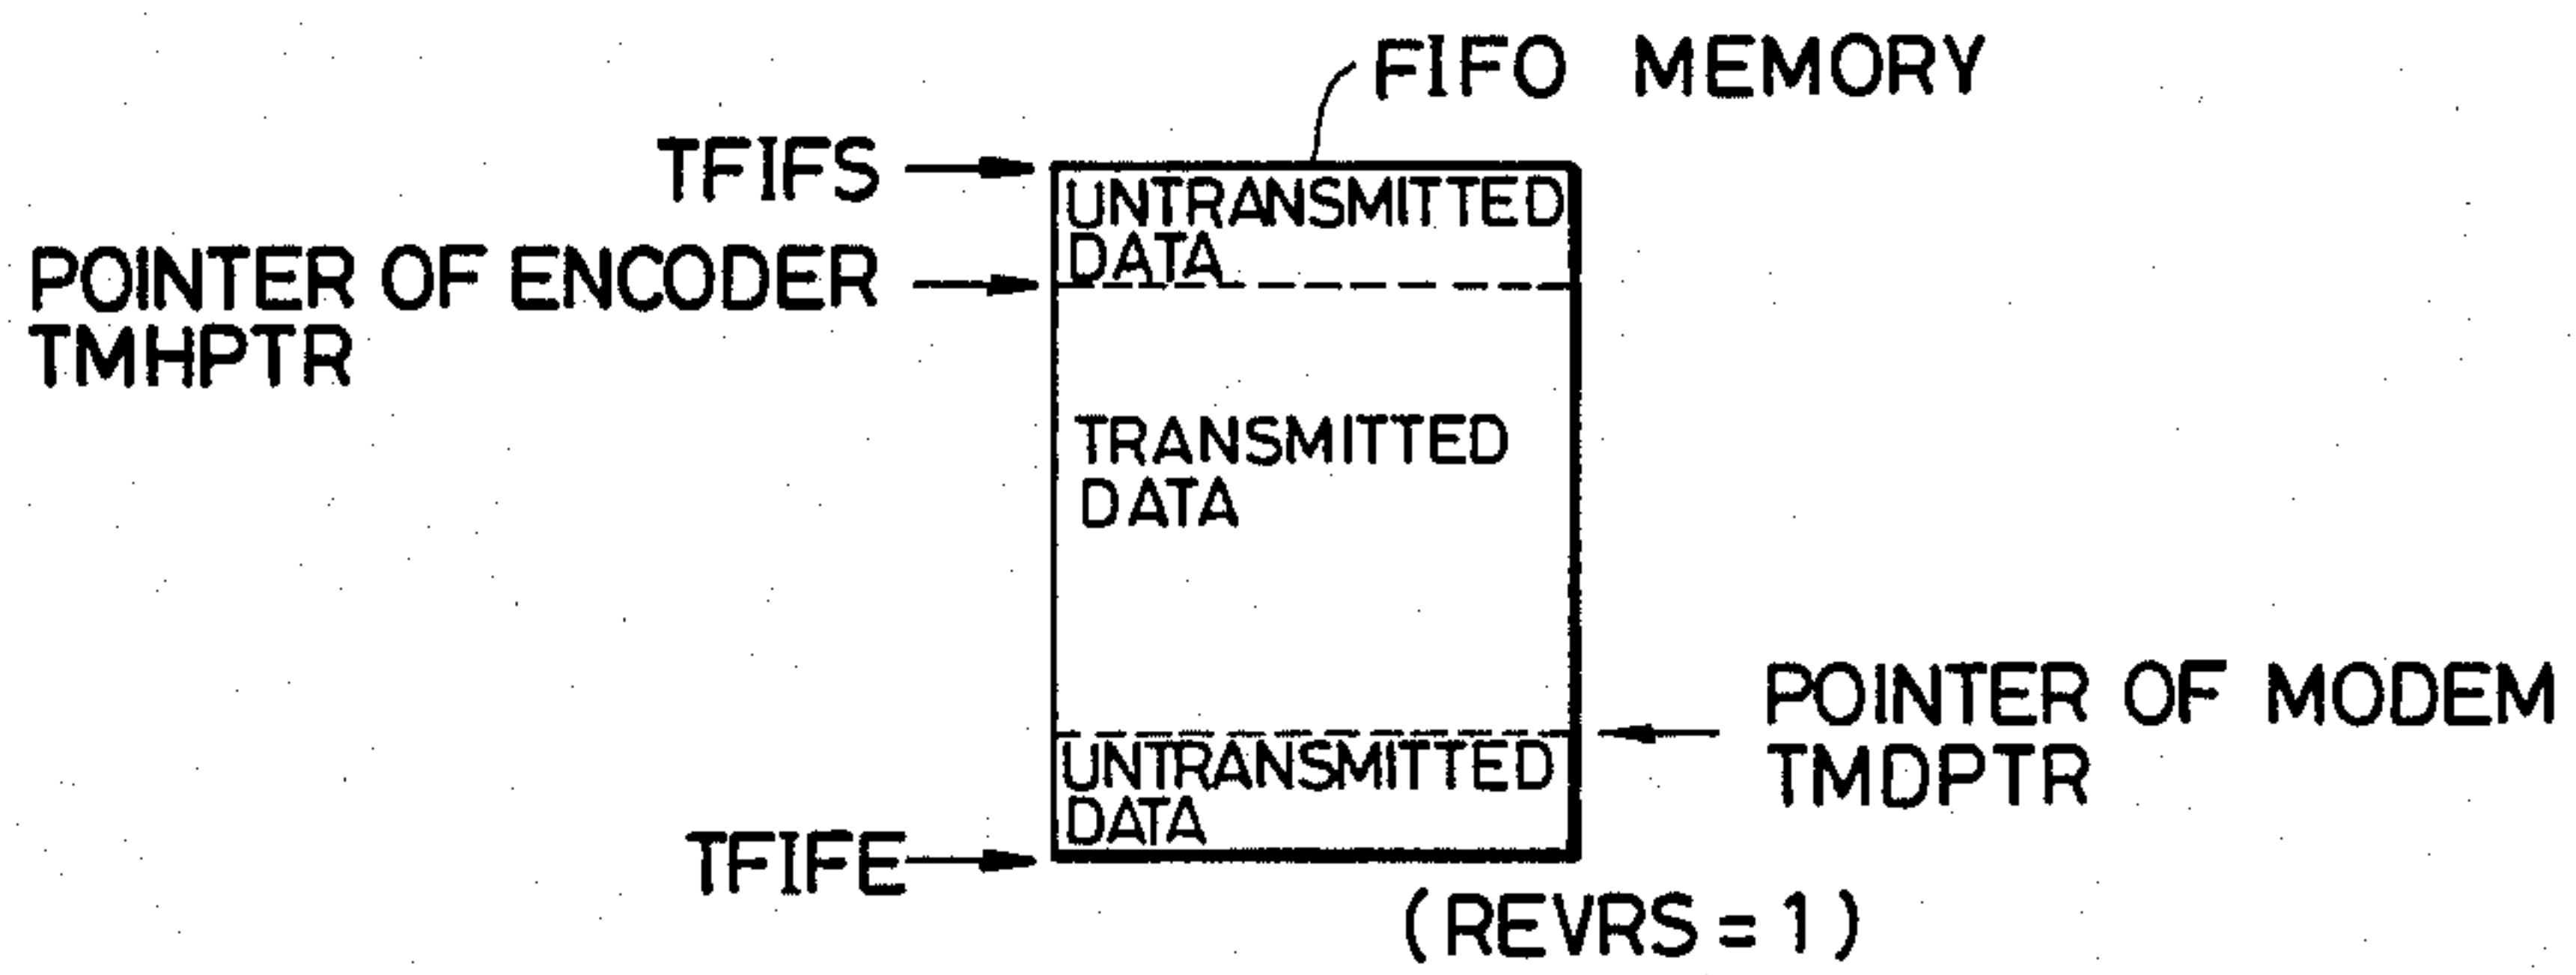 FIFO MEMORY
TFIFS
UNTRANSMITTED
DATA
POINTER OF ENCODER
TMHPTR
TRANSMITTED
DATA
POINTER OF MODEM
TMDPTR
UNTRANSMITTED
DATA
TFIFE
(REVRS = 1)